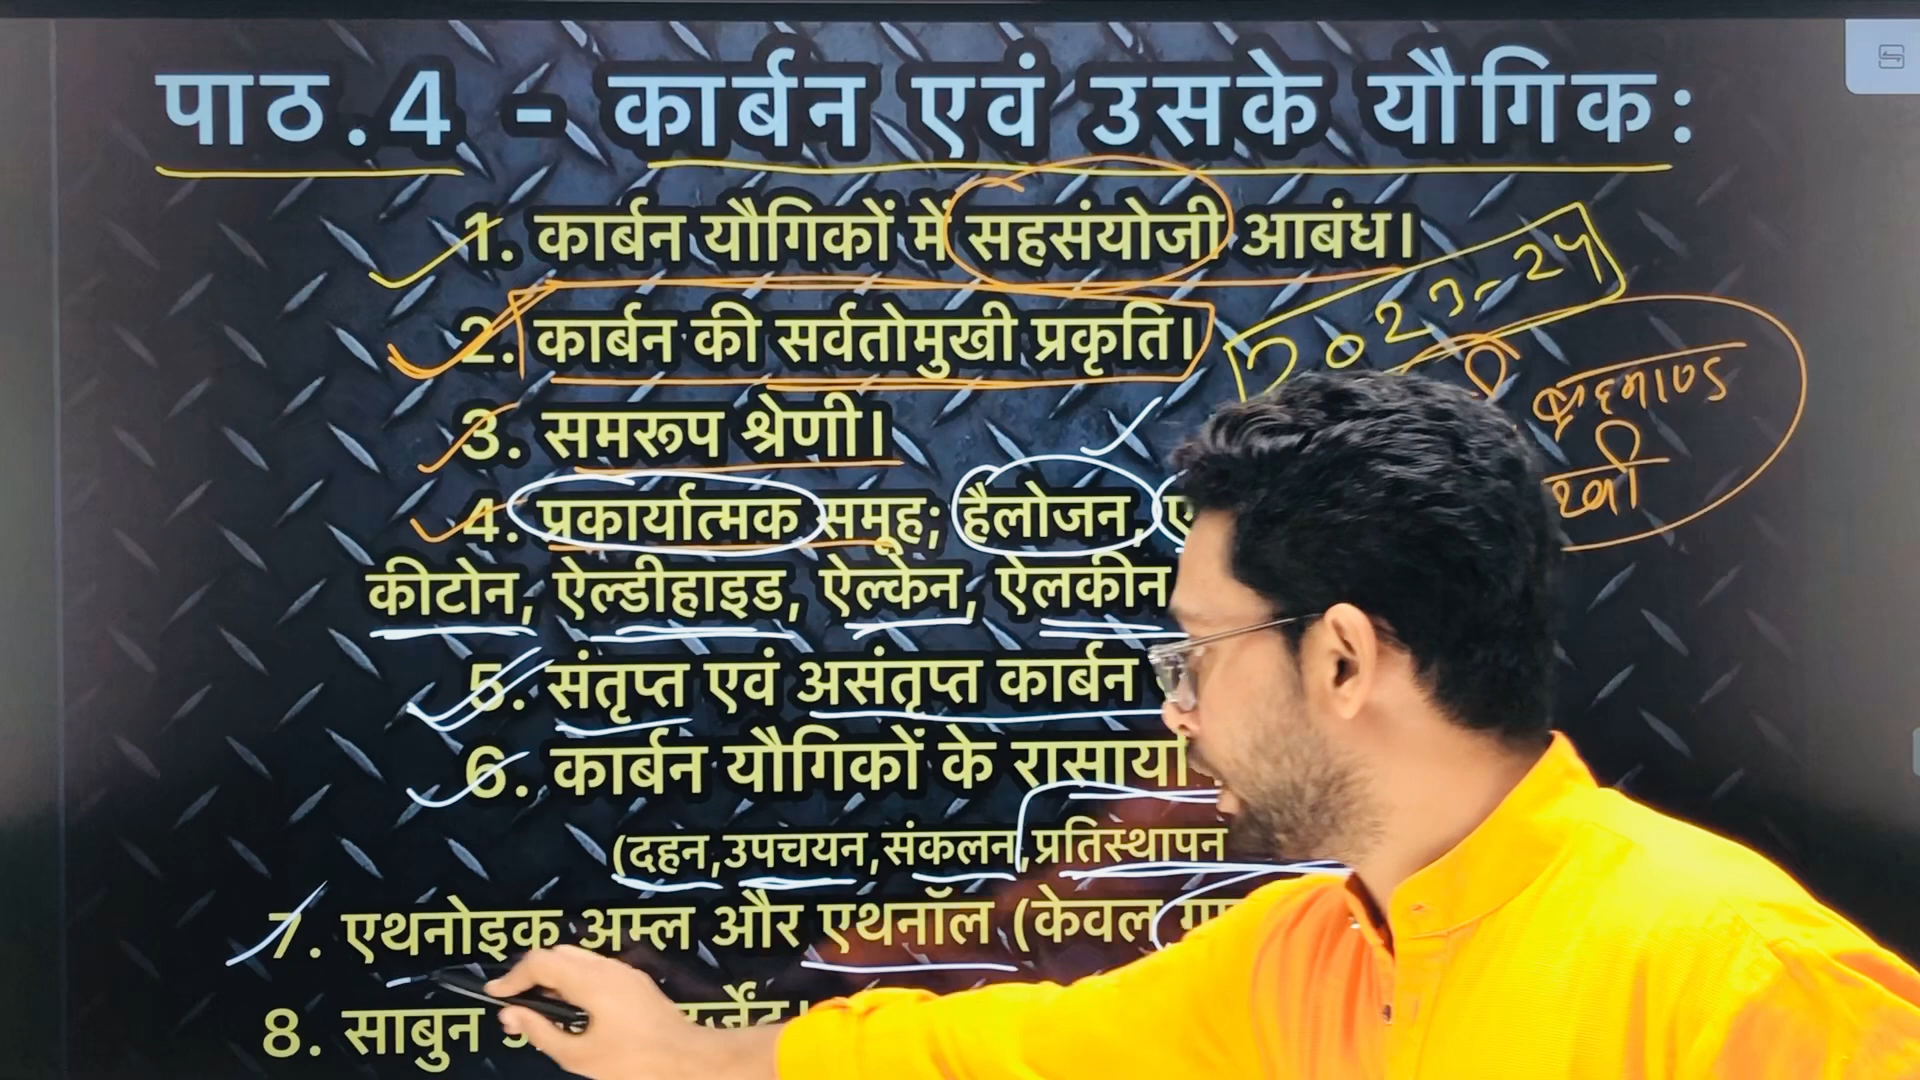 पाठ.4 - कार्बन एवं उसके यौगिक:
1. कार्बन यौगिकों में सहसंयोजी आबंध।
2023-24
2. कार्बन की सर्वतोमुखी प्रकृति।
3. समरूप श्रेणी।
4. प्रकार्यात्मक समूह; हैलोजन,
कीटोन, ऐल्डीहाइड, ऐल्केन, ऐलकीन
5. संतृप्त एवं असंतृप्त कार्बन
6. कार्बन यौगिकों के
(दहन,उपचयन,संकलन,प्रतिस्थापन
7. एथनोइक अम्ल और एथनॉल (केवल
8. साबुन